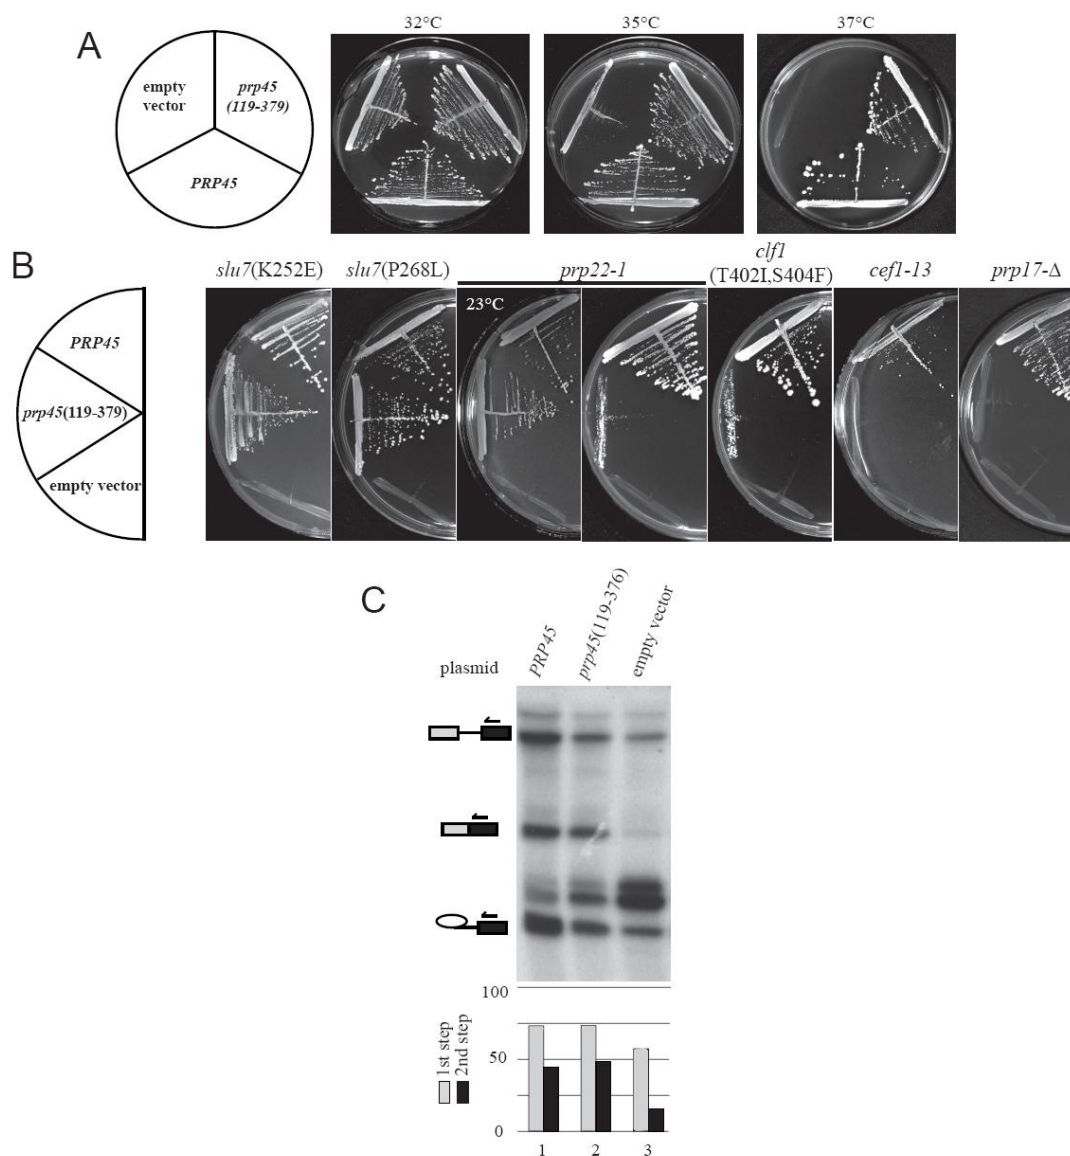 A
32°C
35°C
37°C
empty
vector
prp45
(119-379)
PRP45
B
slu7(K252E)
slu7(P268L)
prp22-1
clf1
(T402I,S404F)
cef1-13
prp17-Δ
23°C
PRP45
prp45(119-379)
empty vector
C
plasmid
PRP45
prp45(119-376)
empty vector
100
50
0
1st step
2nd step
1
2
3